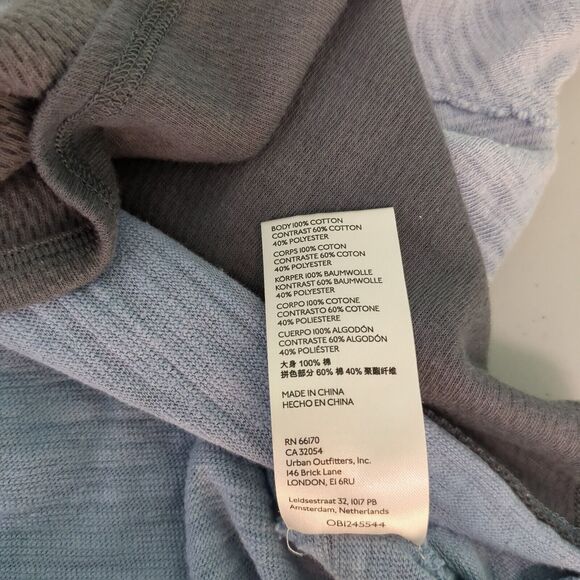 BODY 100% COTTON
CONTRAST 60% COTTON
40% POLYESTER
CORPS 100% COTON
CONTRASTE 60% COTON
40% POLYESTER
KÖRPER 100% BAUMWOLLE
KONTRAST 60% BAUMWOLLE
40% POLYESTER
CORPO 100% COTONE
CONTRASTO 60% COTONE
40% POLIESTERE
CUERPO 100% ALGODÓN
CONTRASTE 60% ALGODÓN
40% POLIÉSTER
大身 100% 棉
拼色部分 60% 棉 40% 聚酯纤维
MADE IN CHINA
HECHO EN CHINA
RN 66170
CA 32054
Urban Outfitters, Inc.
146 Brick Lane
LONDON, E1 6RU
Leidsestraat 32, 1017 PB
Amsterdam, Netherlands
OB1245544